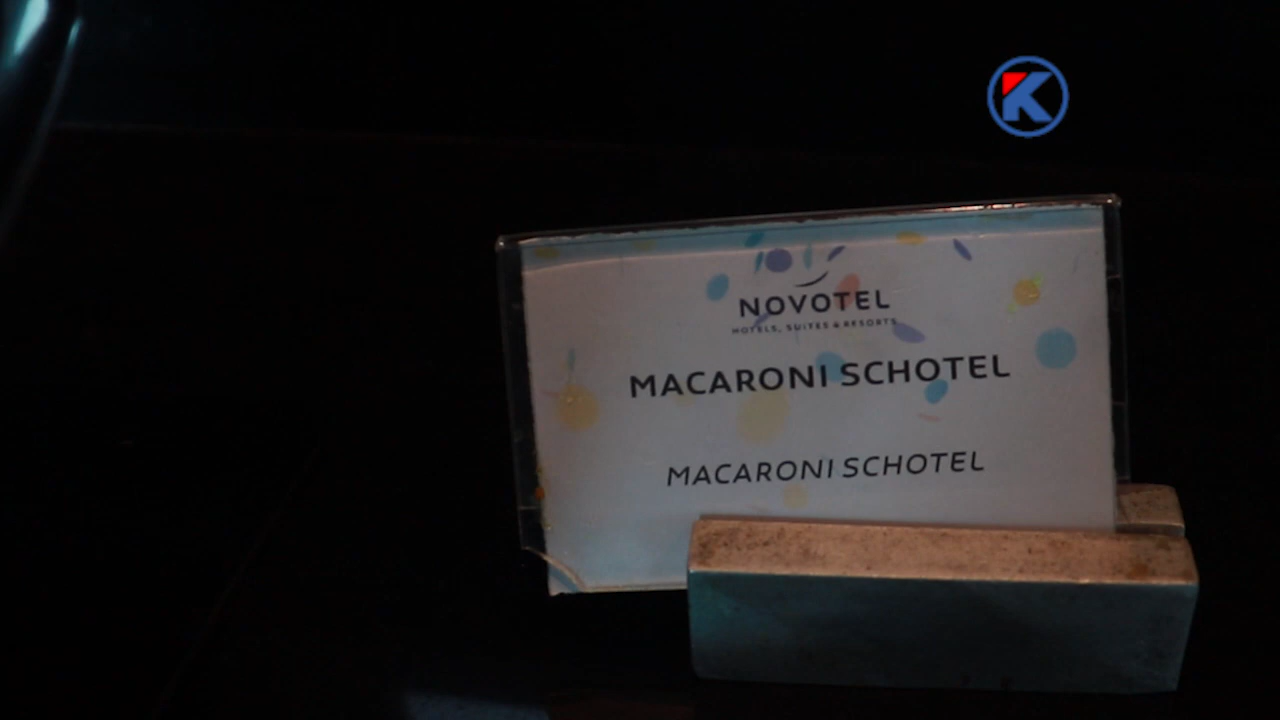 K
NOVOTEL
HOTELS, SUITES & RESORTS
MACARONI SCHOTEL
MACARONI SCHOTEL